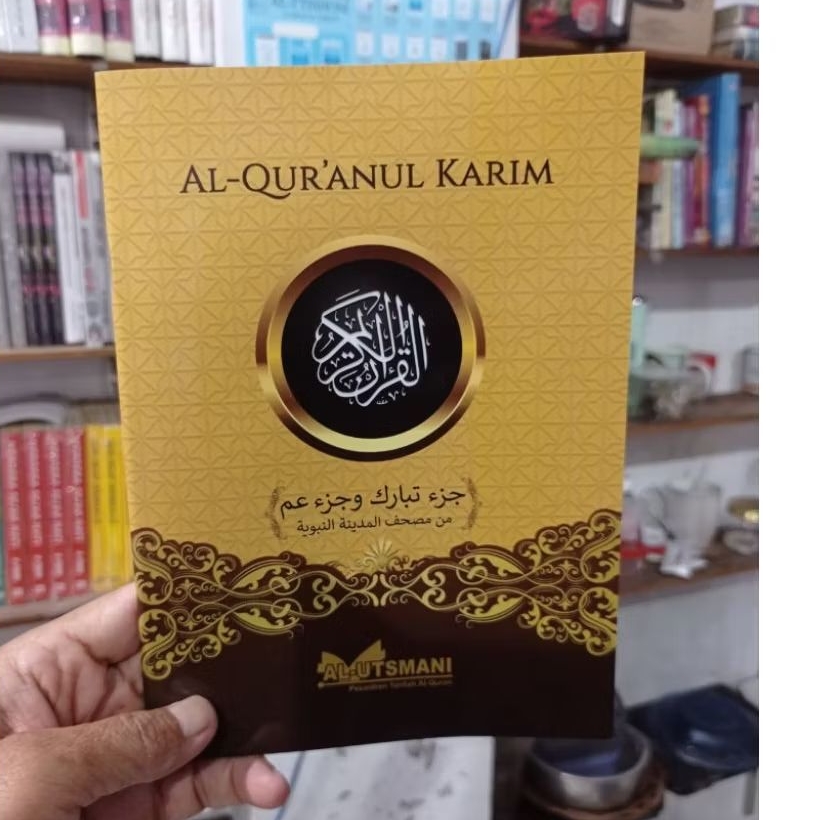 AL-QUR'ANUL KARIM
القرآن الكريم
جزء تبارك وجزء عم
من مصحف المدينة النبوية
AL-UTSMANI